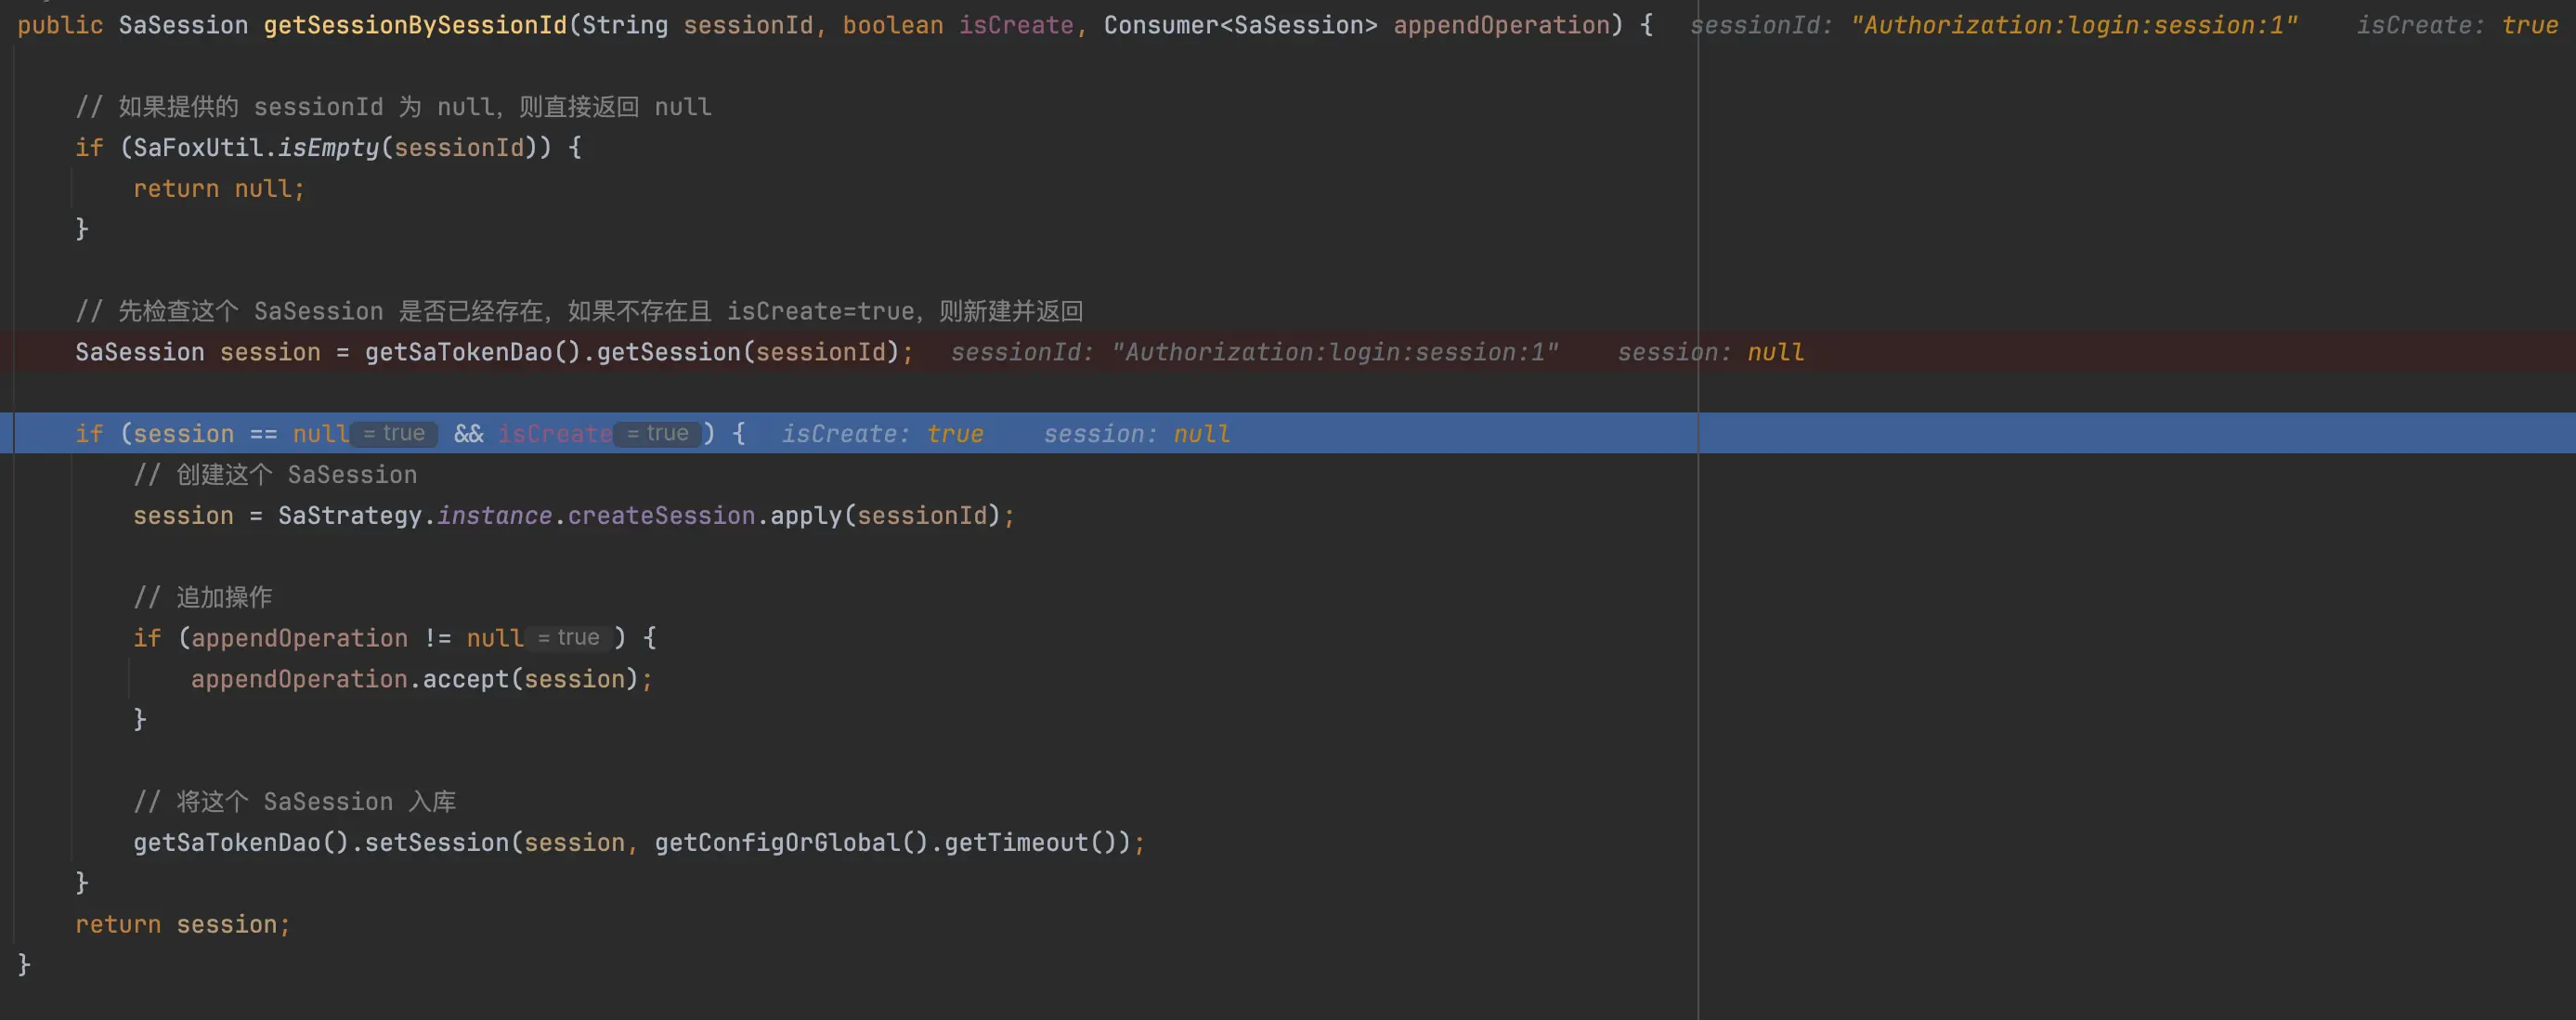 public SaSession getSessionBySessionId(String sessionId, boolean isCreate, Consumer<SaSession> appendOperation) {  sessionId: "Authorization:login:session:1"  isCreate: true
// 如果提供的 sessionId 为 null，则直接返回 null
if (SaFoxUtil.isEmpty(sessionId)) {
return null;
}
// 先检查这个 SaSession 是否已经存在，如果不存在且 isCreate=true，则新建并返回
SaSession session = getSaTokenDao().getSession(sessionId);  sessionId: "Authorization:login:session:1"  session: null
if (session == null = true && isCreate = true ) {  isCreate: true  session: null
// 创建这个 SaSession
session = SaStrategy.instance.createSession.apply(sessionId);
// 追加操作
if (appendOperation != null = true ) {
appendOperation.accept(session);
}
// 将这个 SaSession 入库
getSaTokenDao().setSession(session, getConfigOrGlobal().getTimeout());
}
return session;
}